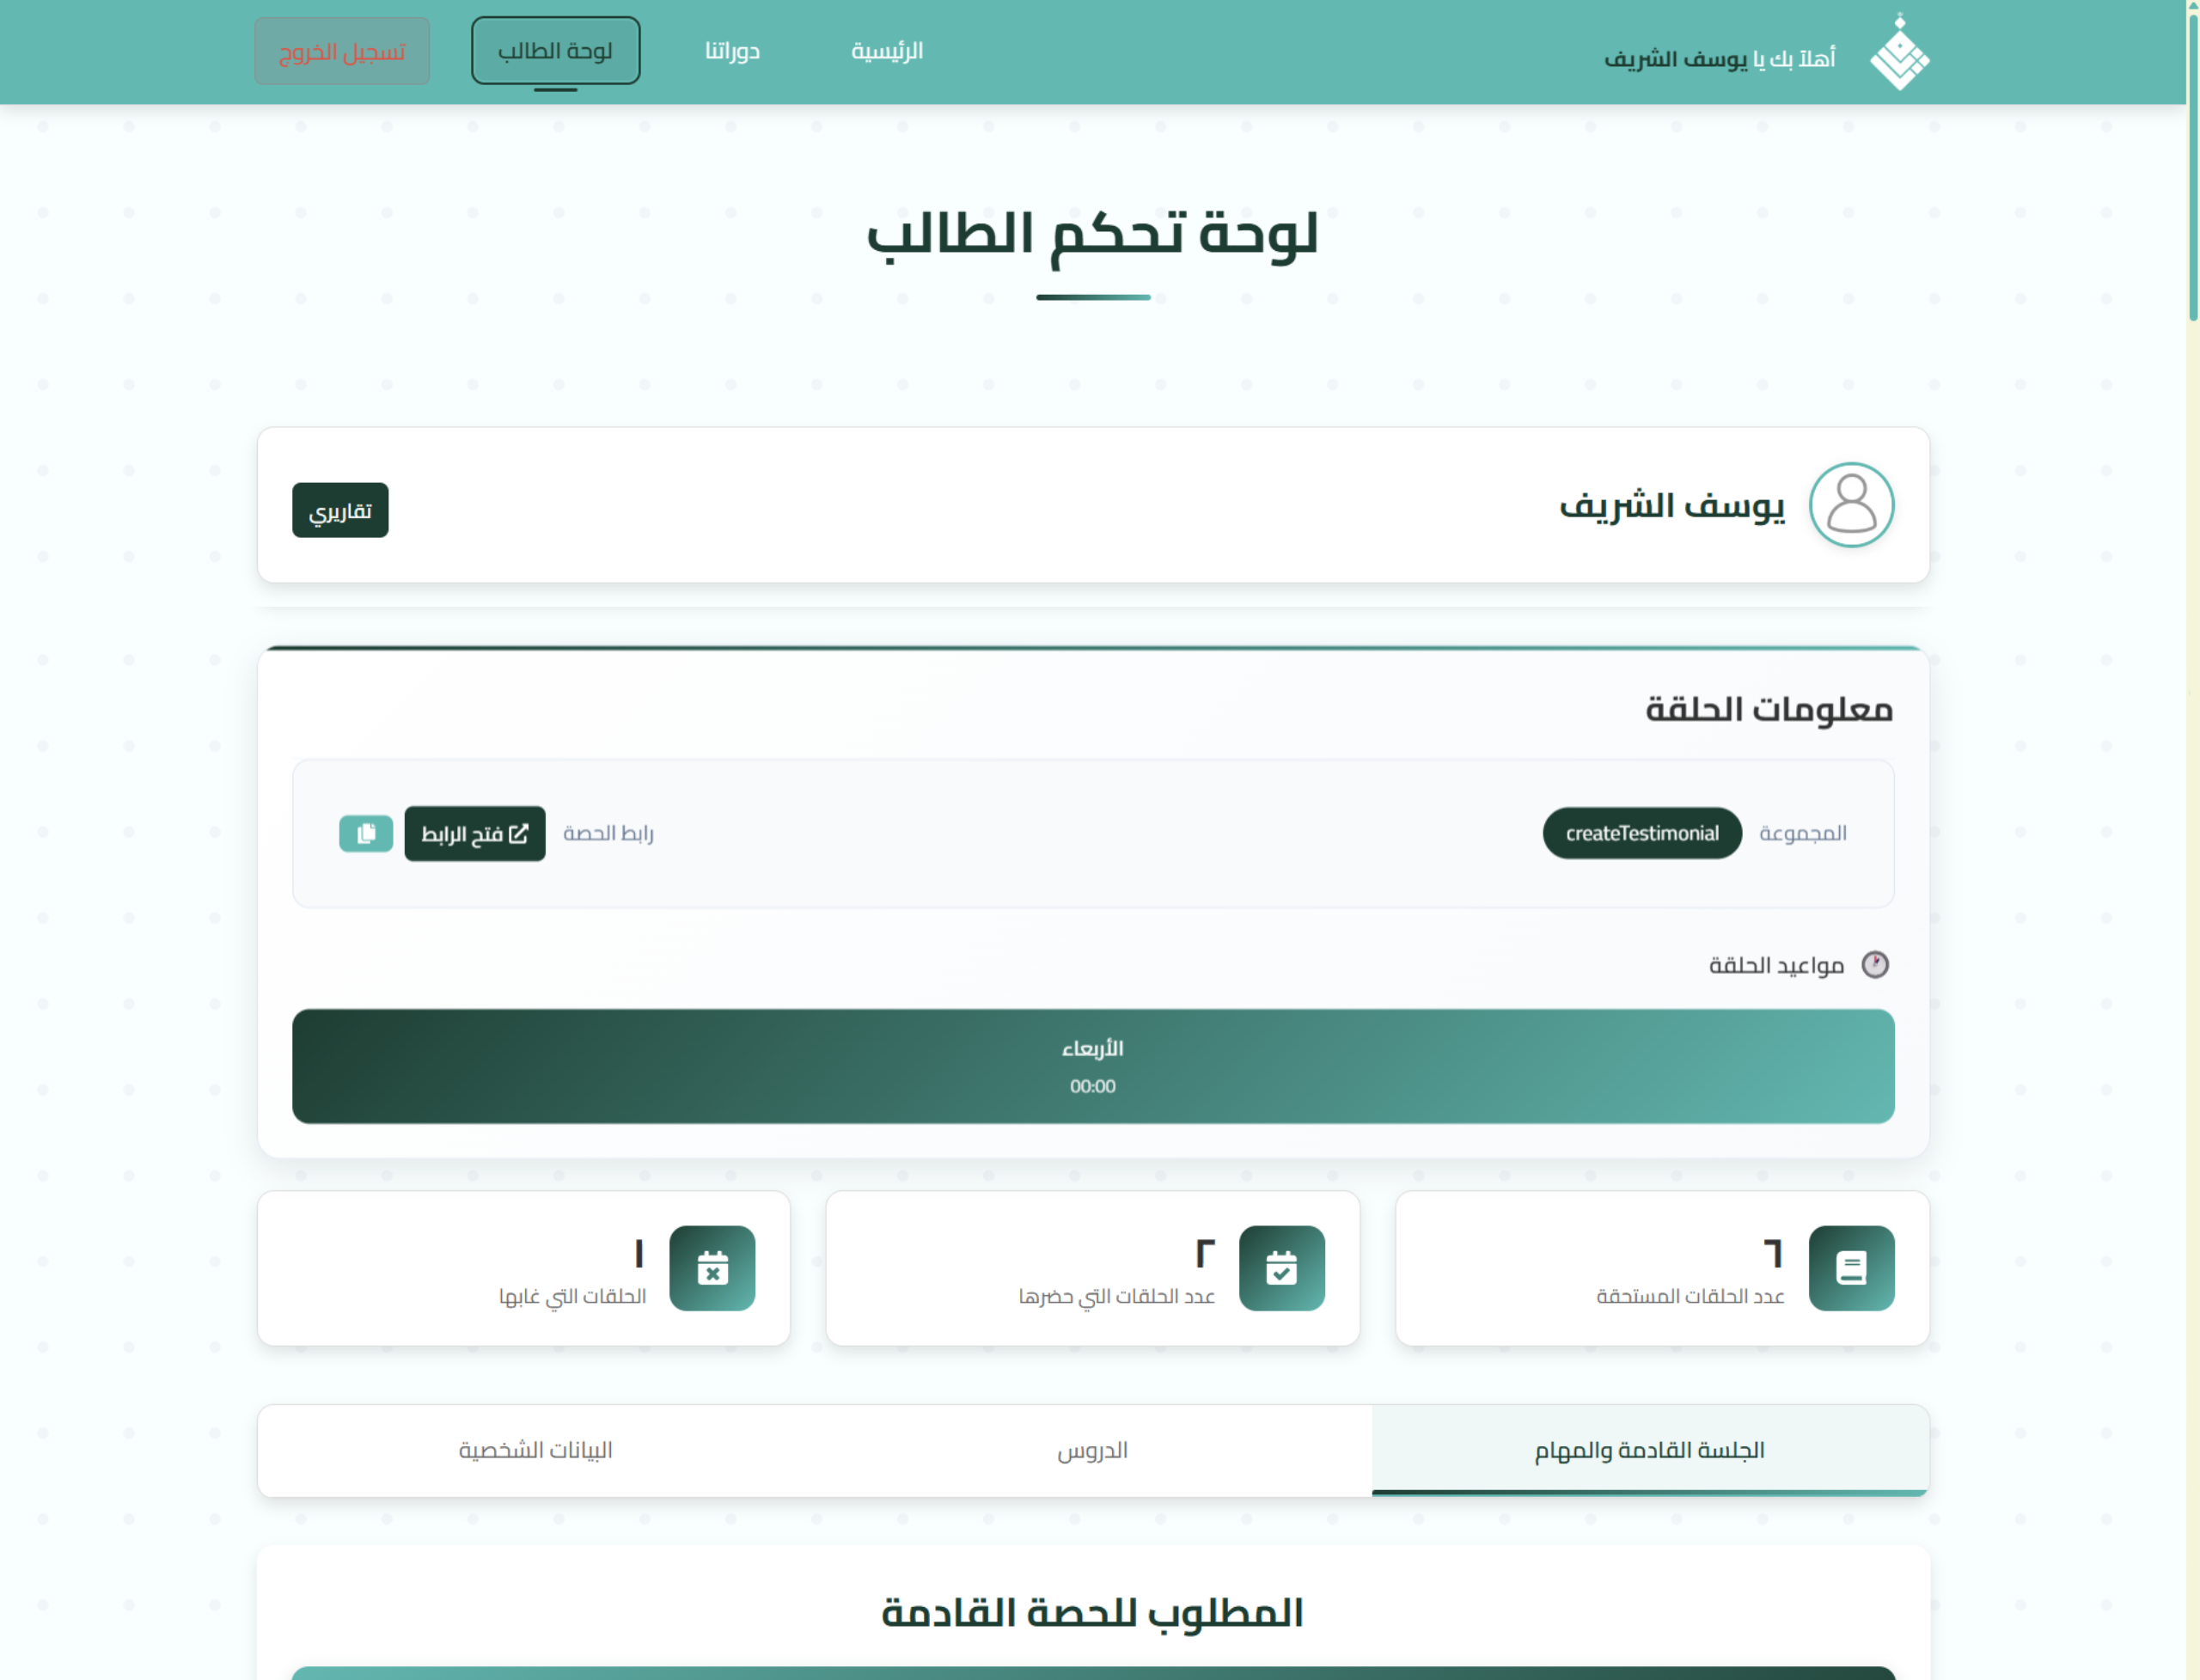 أهلاً بك يا يوسف الشريف
الرئيسية
دوراتنا
لوحة الطالب
تسجيل الخروج
لوحة تحكم الطالب
يوسف الشريف
تقاريري
معلومات الحلقة
المجموعة createTestimonial
رابط الحصة فتح الرابط
مواعيد الحلقة
الأربعاء
00:00
٦
عدد الحلقات المستحقة
٢
عدد الحلقات التي حضرها
١
الحلقات التي غابها
الجلسة القادمة والمهام
الدروس
البيانات الشخصية
المطلوب للحصة القادمة